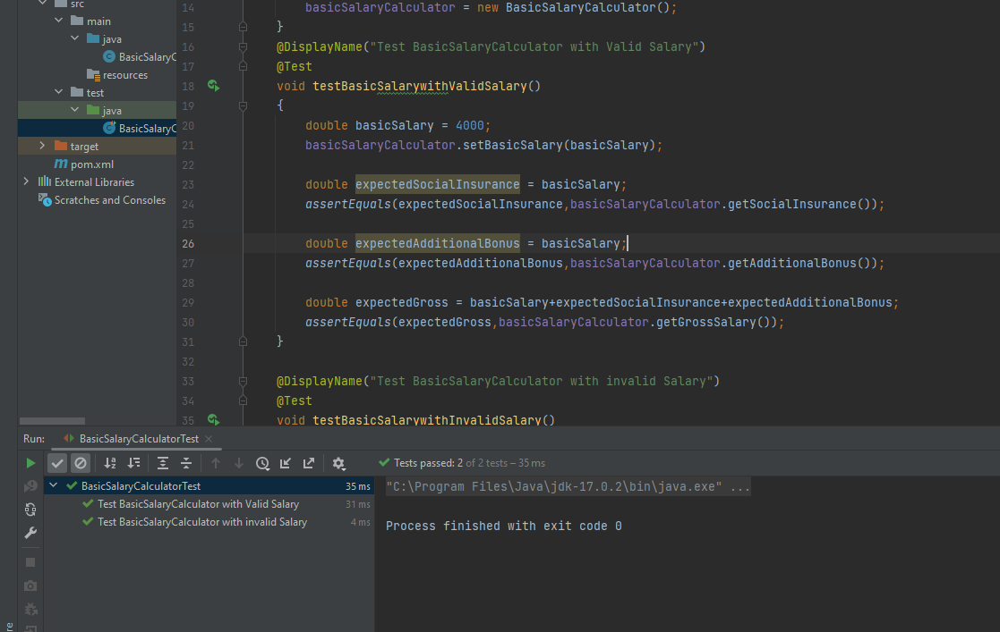 src
main
java
BasicSalaryC
resources
test
java
BasicSalaryC
target
pom.xml
External Libraries
Scratches and Consoles
14 basicSalaryCalculator = new BasicSalaryCalculator();
15 }
16 @DisplayName("Test BasicSalaryCalculator with Valid Salary")
17 @Test
18 void testBasicSalarywithValidSalary()
19 {
20 double basicSalary = 4000;
21 basicSalaryCalculator.setBasicSalary(basicSalary);
22
23 double expectedSocialInsurance = basicSalary;
24 assertEquals(expectedSocialInsurance,basicSalaryCalculator.getSocialInsurance());
25
26 double expectedAdditionalBonus = basicSalary;
27 assertEquals(expectedAdditionalBonus,basicSalaryCalculator.getAdditionalBonus());
28
29 double expectedGross = basicSalary+expectedSocialInsurance+expectedAdditionalBonus;
30 assertEquals(expectedGross,basicSalaryCalculator.getGrossSalary());
31 }
32
33 @DisplayName("Test BasicSalaryCalculator with invalid Salary")
34 @Test
35 void testBasicSalarywithInvalidSalary()
Run: BasicSalaryCalculatorTest
Tests passed: 2 of 2 tests – 35 ms
BasicSalaryCalculatorTest 35 ms
Test BasicSalaryCalculator with Valid Salary 31 ms
Test BasicSalaryCalculator with invalid Salary 4 ms
"C:\Program Files\Java\jdk-17.0.2\bin\java.exe" ...
Process finished with exit code 0